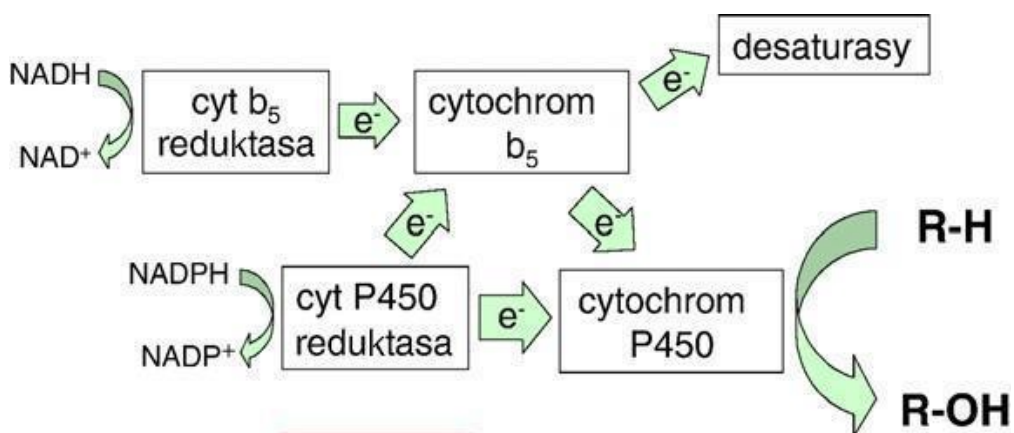 desaturasy
NADH
NAD⁺
cyt b₅
reduktasa
e⁻
cytochrom
b₅
e⁻
e⁻
e⁻
NADPH
NADP⁺
cyt P450
reduktasa
e⁻
cytochrom
P450
R-H
R-OH